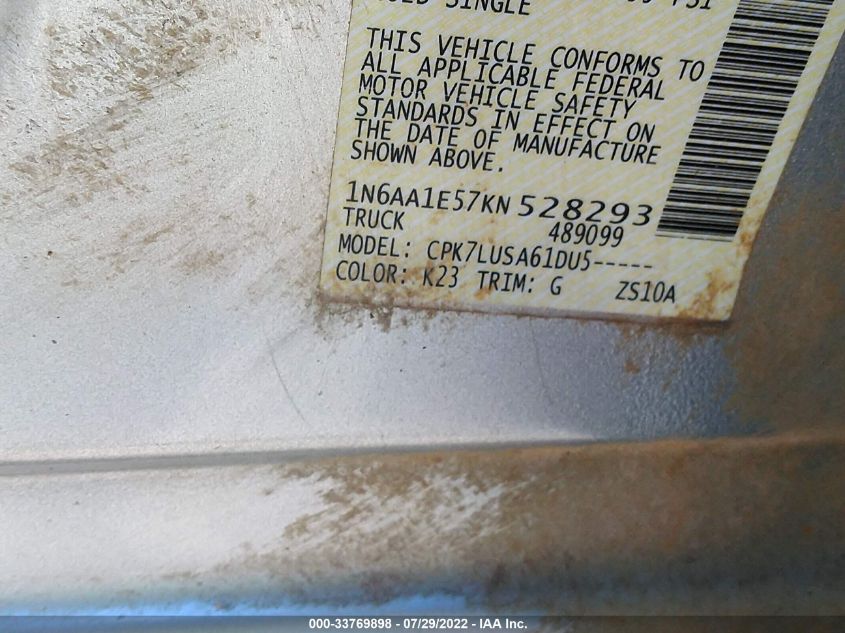 SINGLE
THIS VEHICLE CONFORMS TO
ALL APPLICABLE FEDERAL
MOTOR VEHICLE SAFETY
STANDARDS IN EFFECT ON
THE DATE OF MANUFACTURE
SHOWN ABOVE.
1N6AA1E57KN 528293
TRUCK 489099
MODEL: CPK7LUSA61DU5-----
COLOR: K23 TRIM: G ZS10A
000-33769898 - 07/29/2022 - IAA Inc.